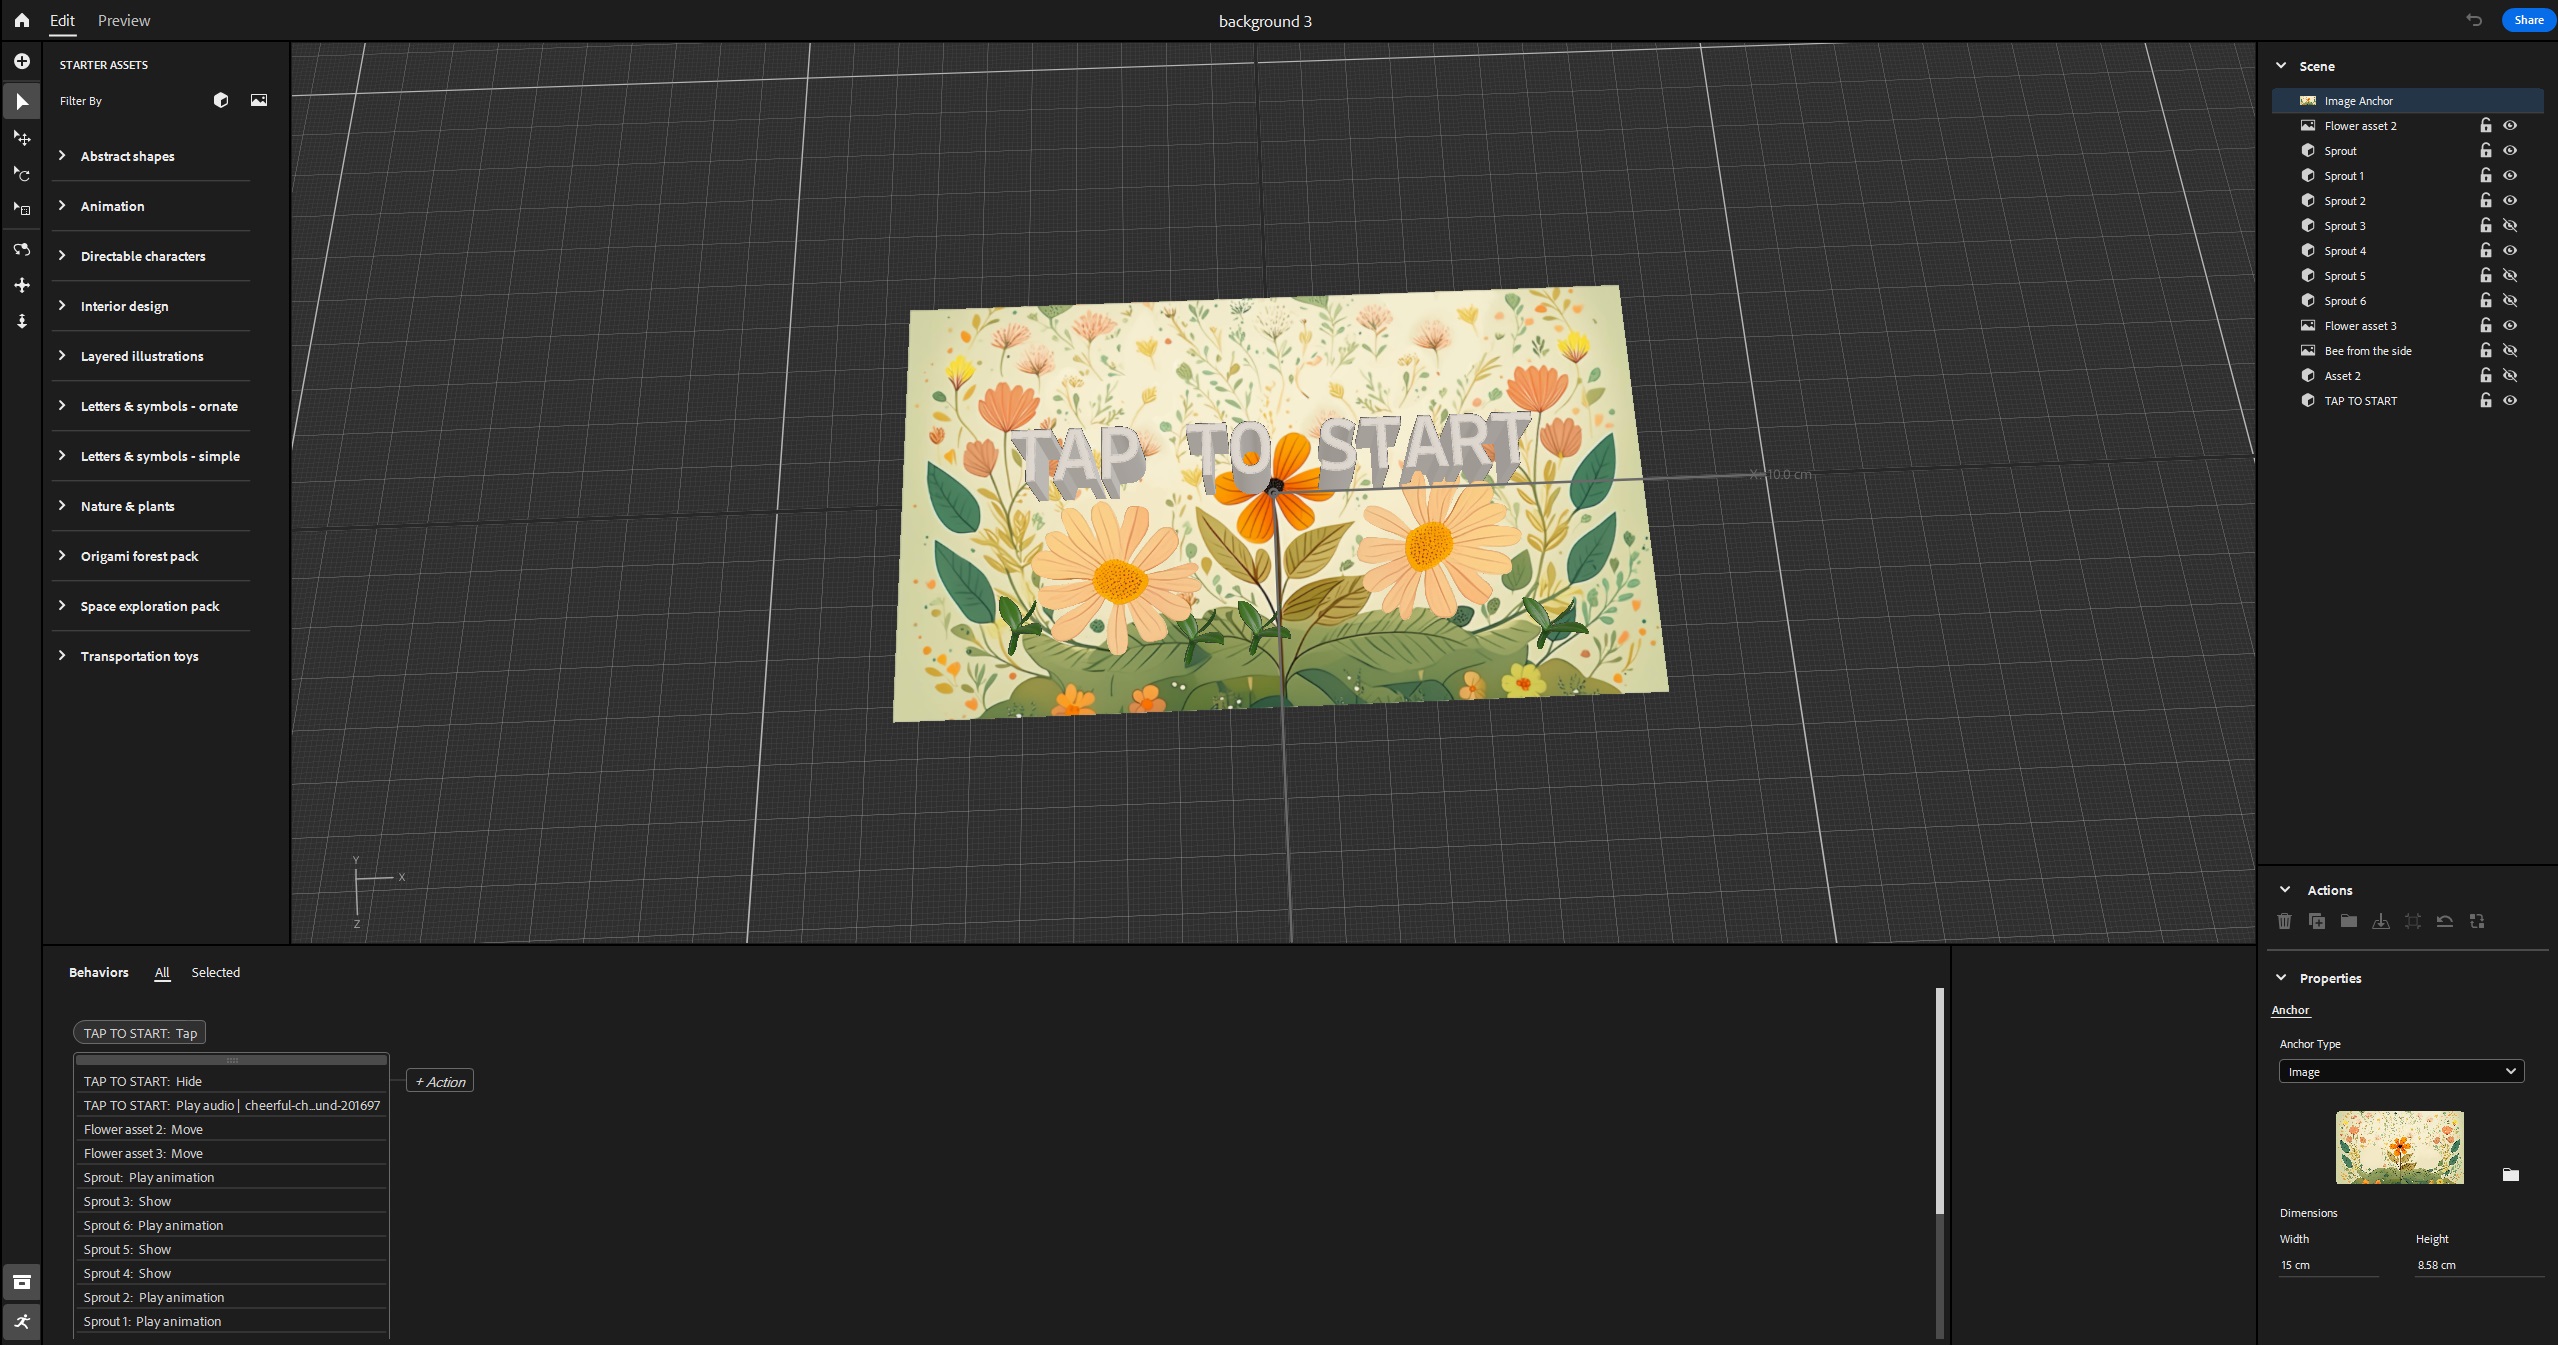 Edit
Preview
background 3
Share
STARTER ASSETS
Filter By
Abstract shapes
Animation
Directable characters
Interior design
Layered illustrations
Letters & symbols - ornate
Letters & symbols - simple
Nature & plants
Origami forest pack
Space exploration pack
Transportation toys
TAP TO START
X: 10.0 cm
Y
X
Z
Scene
Image Anchor
Flower asset 2
Sprout
Sprout 1
Sprout 2
Sprout 3
Sprout 4
Sprout 5
Sprout 6
Flower asset 3
Bee from the side
Asset 2
TAP TO START
Behaviors
All
Selected
TAP TO START: Tap
TAP TO START: Hide
+ Action
TAP TO START: Play audio | cheerful-ch...und-201697
Flower asset 2: Move
Flower asset 3: Move
Sprout: Play animation
Sprout 3: Show
Sprout 6: Play animation
Sprout 5: Show
Sprout 4: Show
Sprout 2: Play animation
Sprout 1: Play animation
Actions
Properties
Anchor
Anchor Type
Image
Dimensions
Width
Height
15 cm
8.58 cm